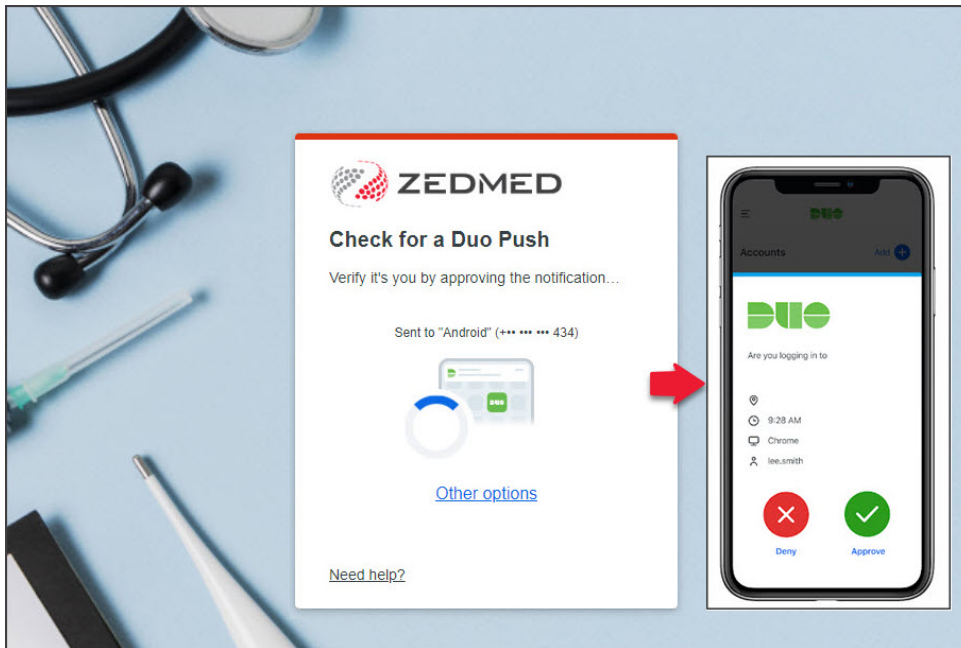 ZEDMED
Check for a Duo Push
Verify it's you by approving the notification...
Sent to "Android" (+•• ••• ••• 434)
DUO
Other options
Need help?
DUO
Accounts Add
DUO
Are you logging in to
9:28 AM
Chrome
lee.smith
Deny Approve